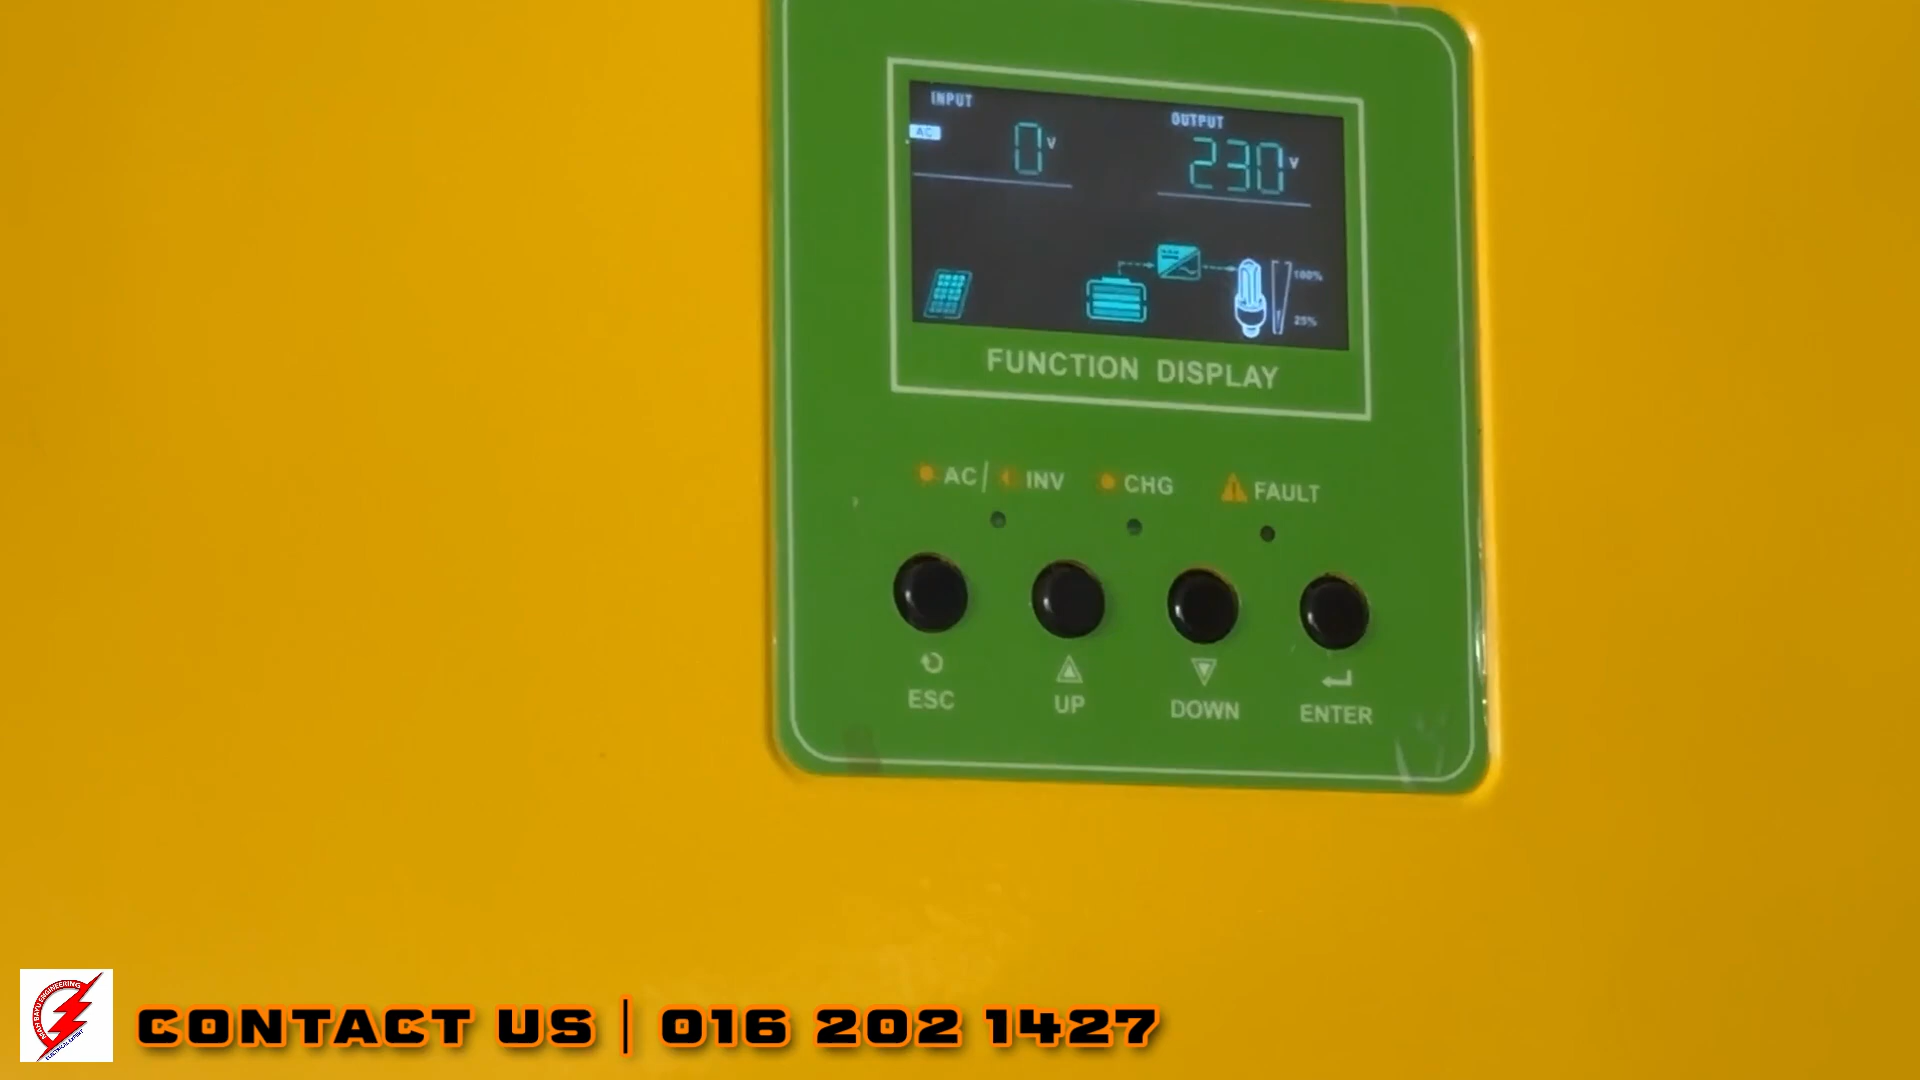 INPUT
OUTPUT
AC
0 V
230 V
100%
25%
FUNCTION DISPLAY
AC / INV
CHG
FAULT
ESC
UP
DOWN
ENTER
CONTACT US | 016 202 1427